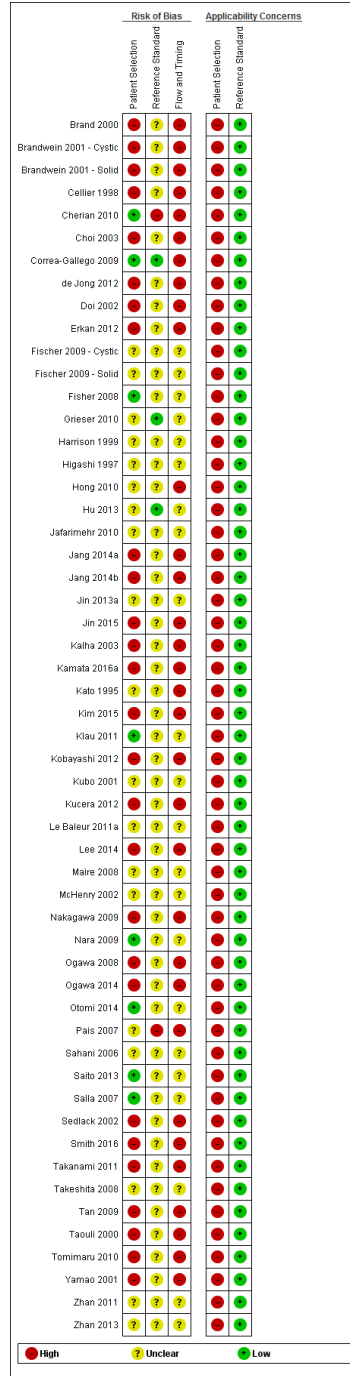 Risk of Bias Applicability Concerns
Patient Selection
Reference Standard
Flow and Timing
Patient Selection
Reference Standard
Brand 2000 - ? - - +
Brandwein 2001 - Cystic - ? - - +
Brandwein 2001 - Solid - ? - - +
Cellier 1998 - ? - - +
Cherian 2010 + - - - +
Choi 2003 - ? - - +
Correa-Gallego 2009 + + - - +
de Jong 2012 - ? - - +
Doi 2002 - ? - - +
Erkan 2012 - ? - - +
Fischer 2009 - Cystic ? ? ? - +
Fischer 2009 - Solid ? ? ? - +
Fisher 2008 + ? ? - +
Grieser 2010 ? + ? - +
Harrison 1999 ? ? ? - +
Higashi 1997 ? ? ? - +
Hong 2010 ? ? - - +
Hu 2013 ? + ? - +
Jafarimehr 2010 ? ? ? - +
Jang 2014a - ? - - +
Jang 2014b - ? - - +
Jin 2013a ? ? ? - +
Jin 2015 - ? - - +
Kalha 2003 - ? - - +
Kamata 2016a - ? - - +
Kato 1995 ? ? - - +
Kim 2015 - ? - - +
Klau 2011 + ? ? - +
Kobayashi 2012 - ? - - +
Kubo 2001 ? ? ? - +
Kucera 2012 - ? - - +
Le Baleur 2011a ? ? ? - +
Lee 2014 - ? - - +
Maire 2008 ? ? ? - +
McHenry 2002 ? ? ? - +
Nakagawa 2009 - ? - - +
Nara 2009 + ? ? - +
Ogawa 2008 - ? - - +
Ogawa 2014 - ? - - +
Otomi 2014 + ? ? - +
Pais 2007 ? - - - +
Sahani 2006 ? ? ? - +
Saito 2013 + ? ? - +
Salla 2007 + ? ? - +
Sedlack 2002 - ? - - +
Smith 2016 - ? - - +
Takanami 2011 - ? - - +
Takeshita 2008 ? ? ? - +
Tan 2009 - ? - - +
Taouli 2000 - ? - - +
Tomimaru 2010 - ? - - +
Yamao 2001 - ? - - +
Zhan 2011 ? ? ? - +
Zhan 2013 ? ? ? - +
- High ? Unclear + Low